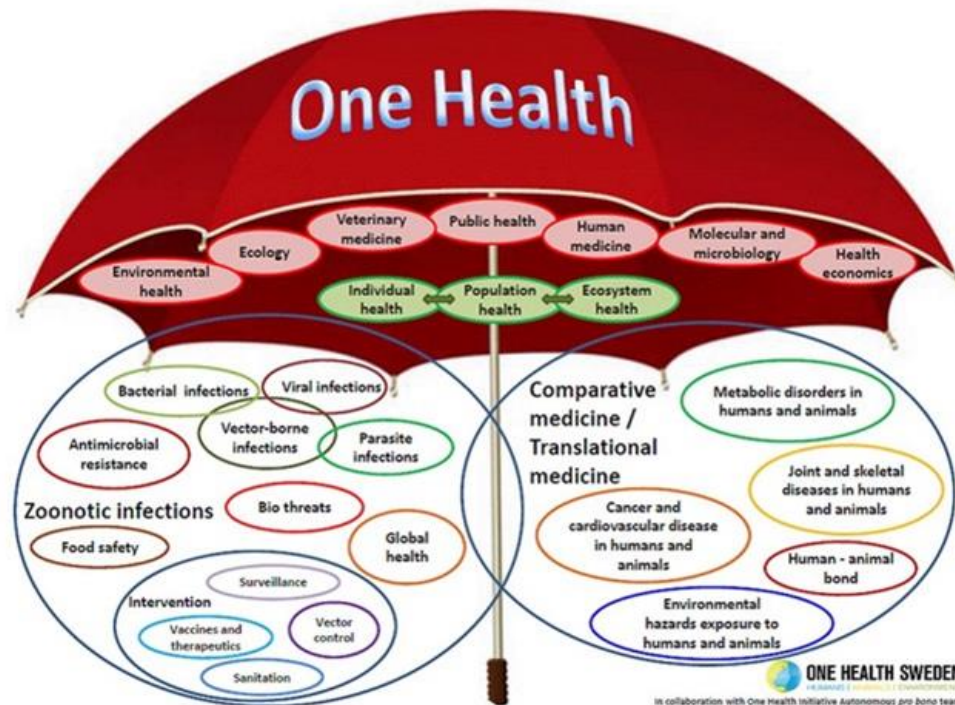 One Health
Environmental
health
Ecology
Veterinary
medicine
Public health
Human
medicine
Molecular and
microbiology
Health
economics
Individual
health
Population
health
Ecosystem
health
Bacterial infections
Viral infections
Vector-borne
infections
Parasite
infections
Antimicrobial
resistance
Zoonotic infections
Bio threats
Food safety
Global
health
Surveillance
Intervention
Vaccines and
therapeutics
Vector
control
Sanitation
Comparative
medicine /
Translational
medicine
Metabolic disorders in
humans and animals
Joint and skeletal
diseases in humans
and animals
Cancer and
cardiovascular disease
in humans and
animals
Human - animal
bond
Environmental
hazards exposure to
humans and animals
ONE HEALTH SWEDEN
HUMANS | ANIMALS | ENVIRONMENT
In collaboration with One Health Initiative Autonomous pro bono team